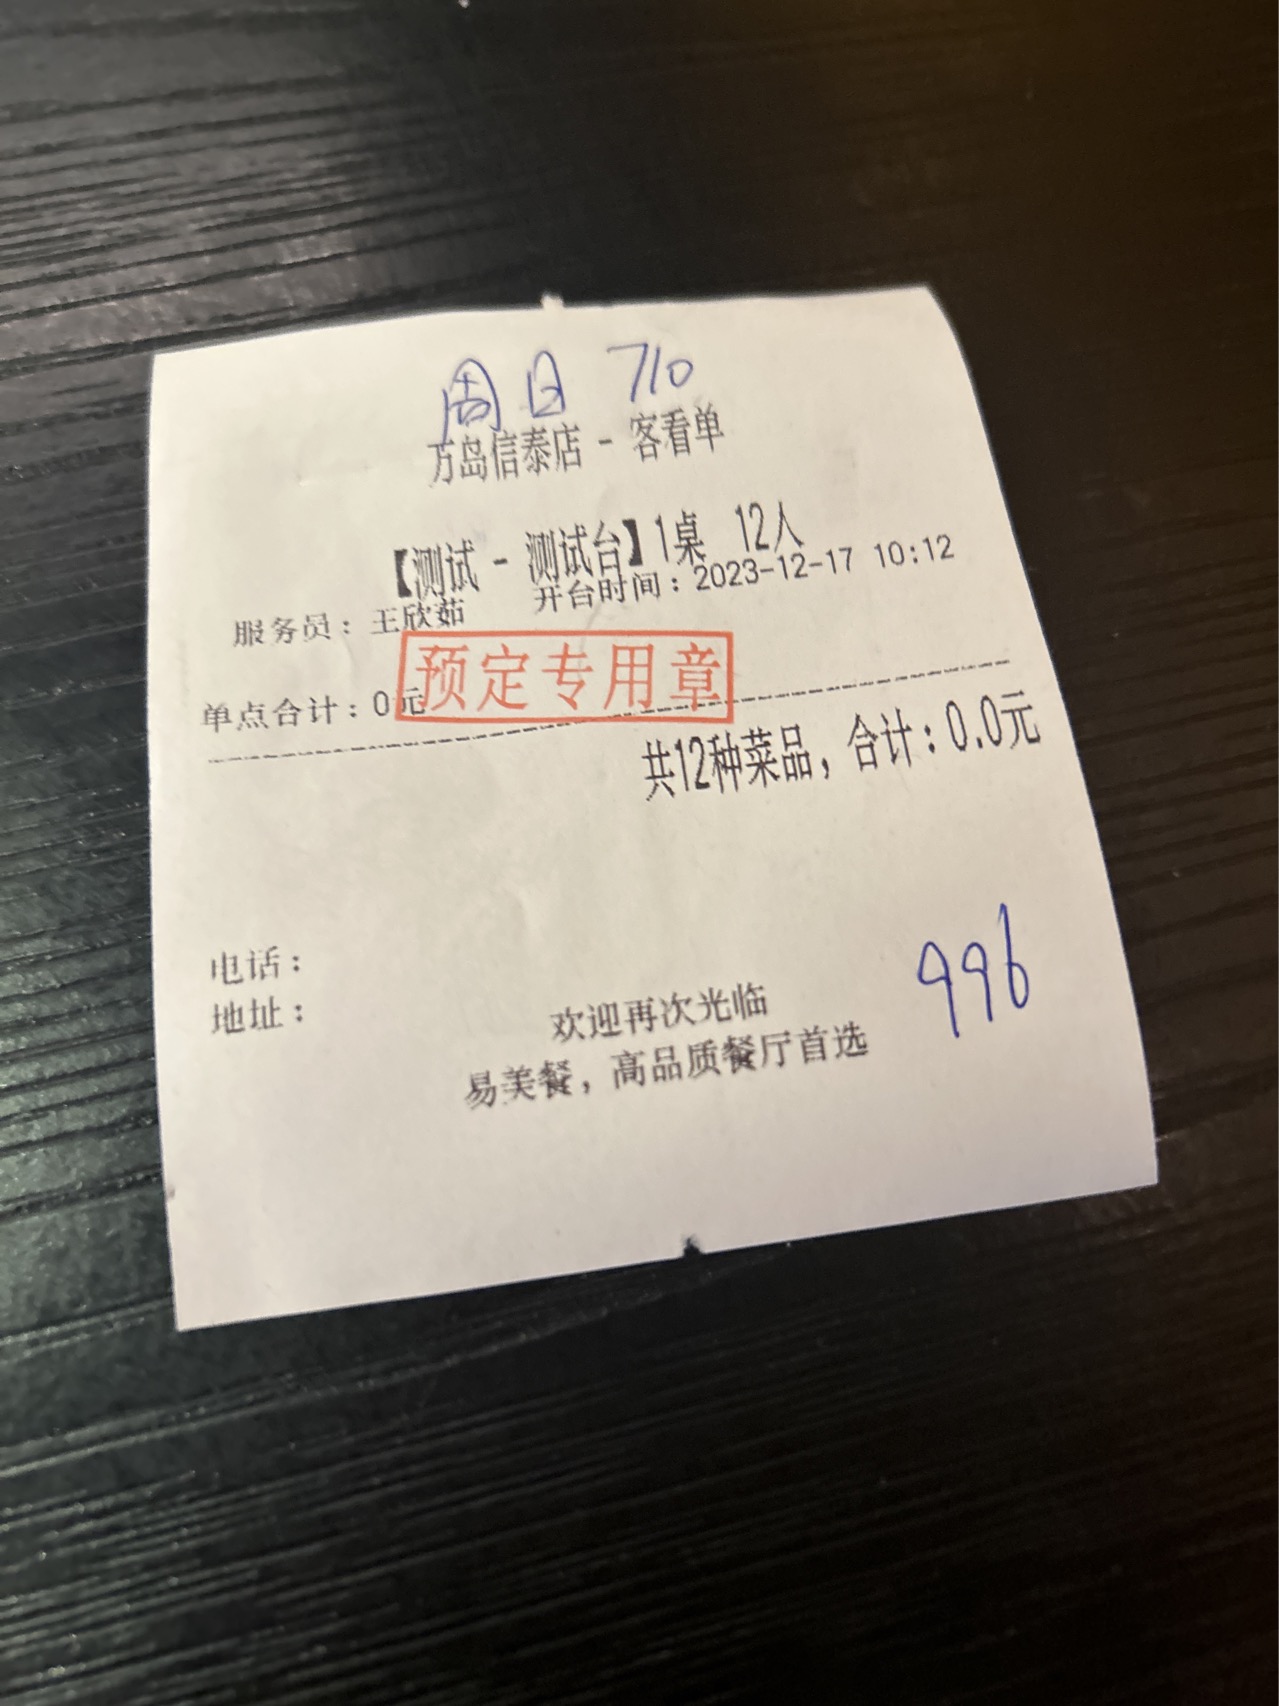 周日 710
万岛信泰店 - 客看单
【测试 - 测试台】1桌 12人
服务员：王欣茹 开台时间：2023-12-17 10:12
预定专用章
单点合计：0元
共12种菜品，合计：0.0元
电话：
地址：
996
欢迎再次光临
易美餐，高品质餐厅首选